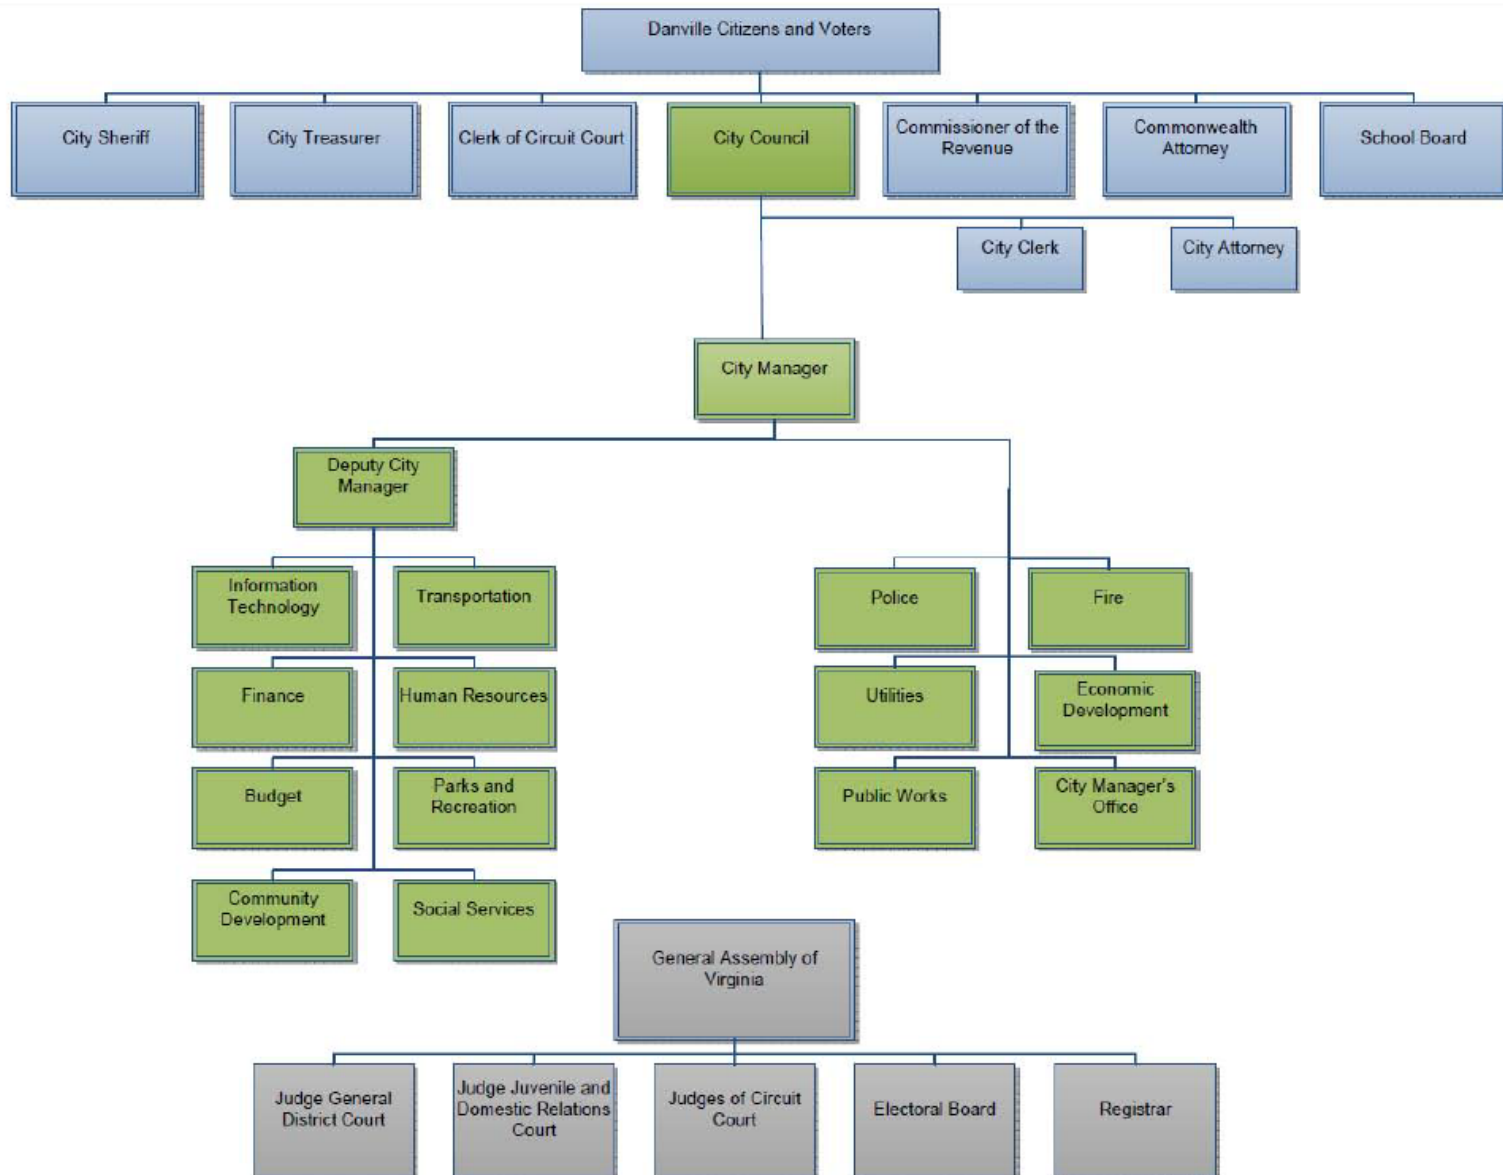 Danville Citizens and Voters
City Sheriff
City Treasurer
Clerk of Circuit Court
City Council
Commissioner of the
Revenue
Commonwealth
Attorney
School Board
City Clerk
City Attorney
City Manager
Deputy City
Manager
Information
Technology
Transportation
Police
Fire
Finance
Human Resources
Utilities
Economic
Development
Budget
Parks and
Recreation
Public Works
City Manager's
Office
Community
Development
Social Services
General Assembly of
Virginia
Judge General
District Court
Judge Juvenile and
Domestic Relations
Court
Judges of Circuit
Court
Electoral Board
Registrar